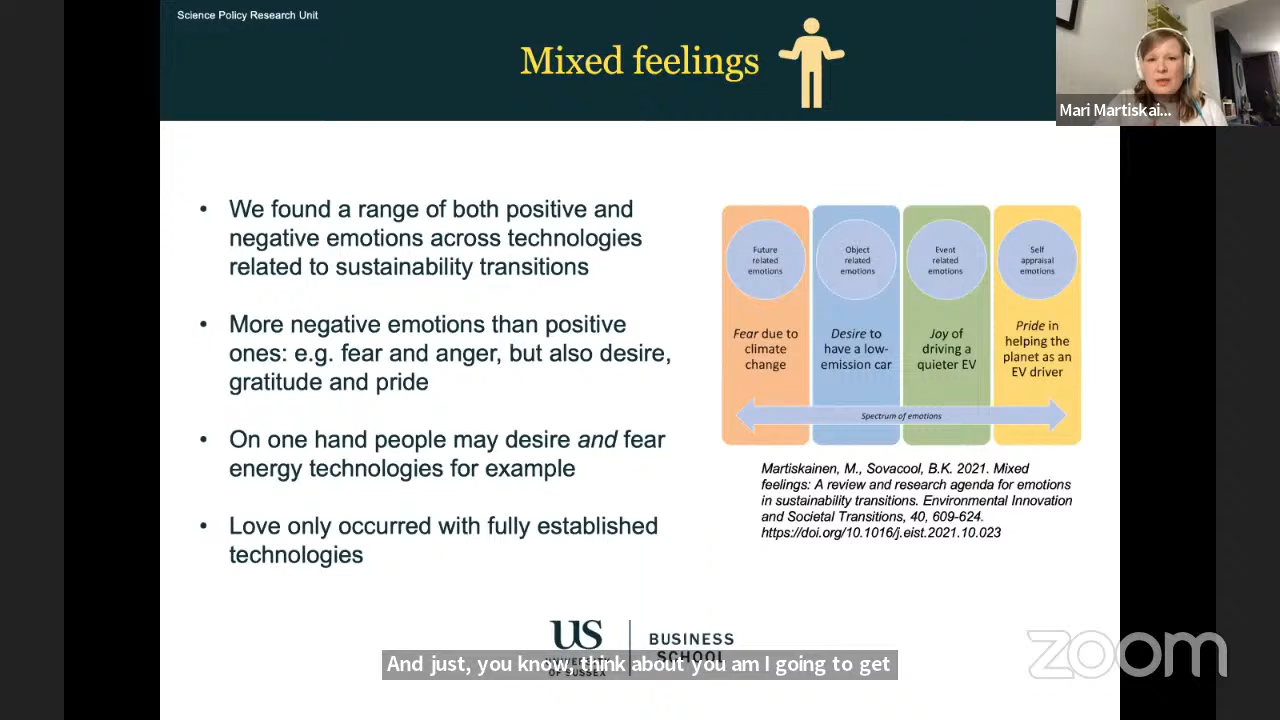 Science Policy Research Unit
Mixed feelings
Mari Martiskai...
• We found a range of both positive and
negative emotions across technologies
related to sustainability transitions
• More negative emotions than positive
ones: e.g. fear and anger, but also desire,
gratitude and pride
• On one hand people may desire and fear
energy technologies for example
• Love only occurred with fully established
technologies
Future
related
emotions
Object
related
emotions
Event
related
emotions
Self
appraisal
emotions
Fear due to
climate
change
Desire to
have a low-
emission car
Joy of
driving a
quieter EV
Pride in
helping the
planet as an
EV driver
Spectrum of emotions
Martiskainen, M., Sovacool, B.K. 2021. Mixed
feelings: A review and research agenda for emotions
in sustainability transitions. Environmental Innovation
and Societal Transitions, 40, 609-624.
https://doi.org/10.1016/j.eist.2021.10.023
US
OF SUSSEX
BUSINESS
SCHOOL
And just, you know, think about you am I going to get
zoom